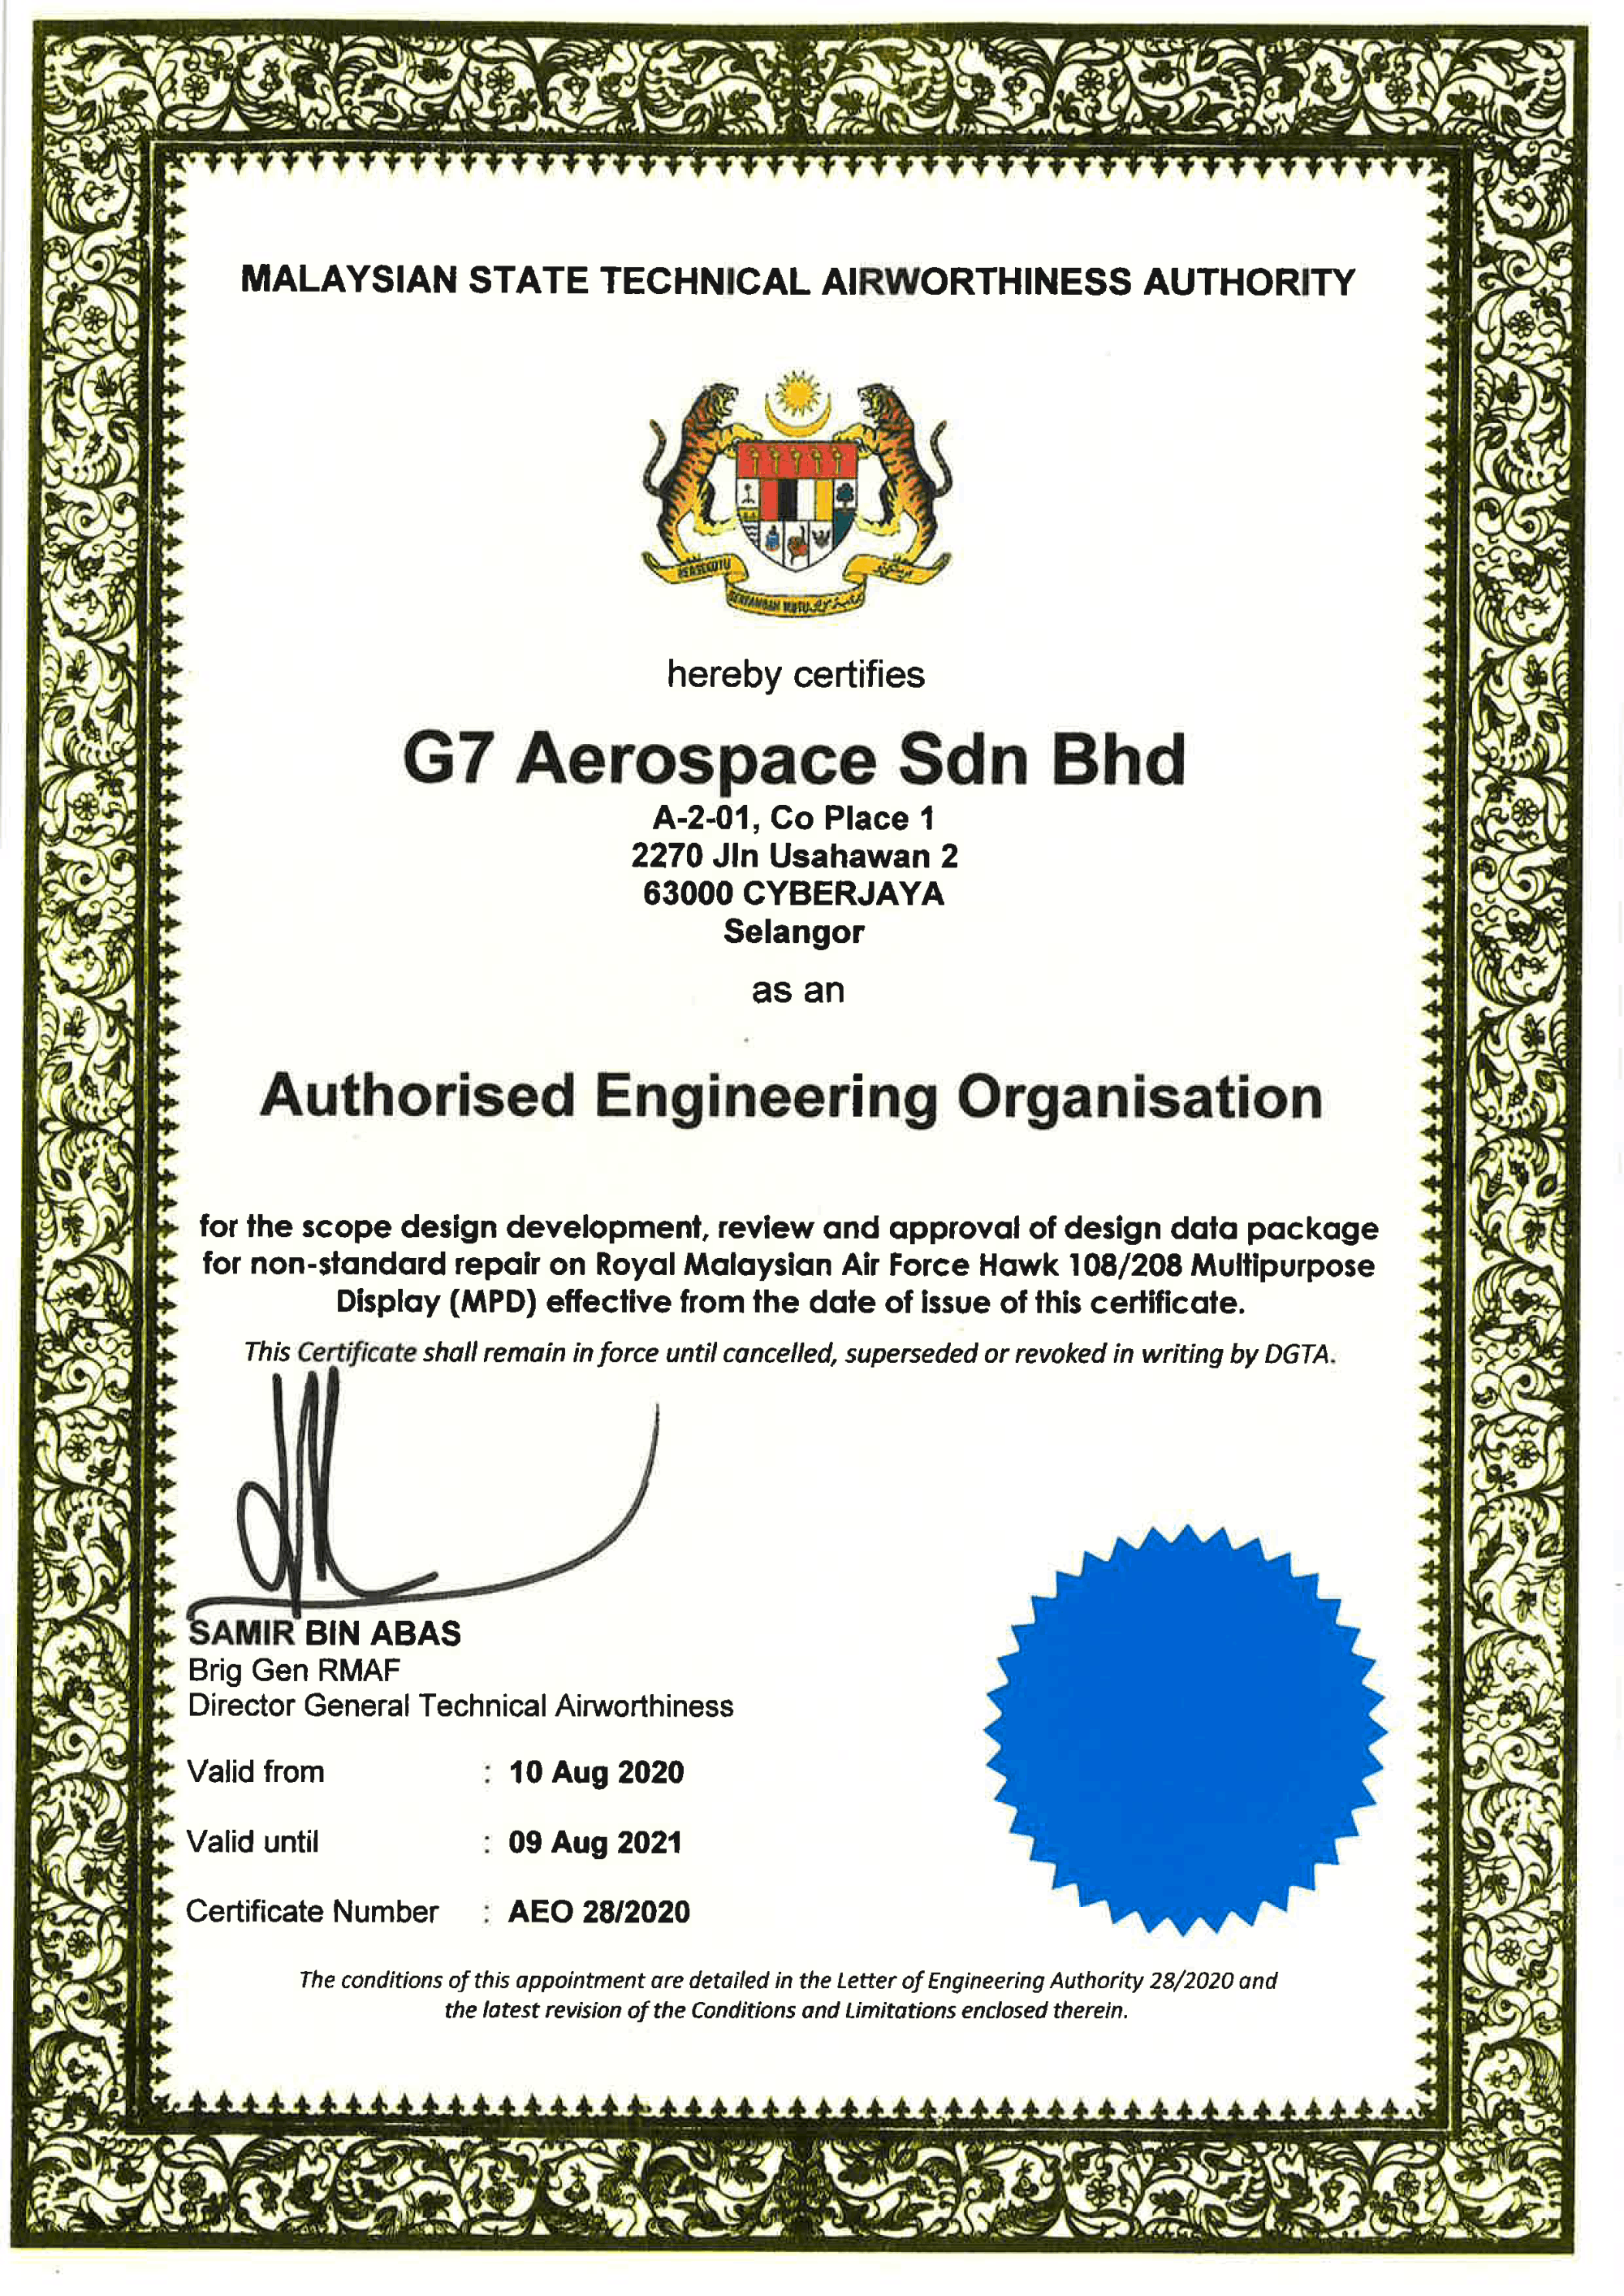 MALAYSIAN STATE TECHNICAL AIRWORTHINESS AUTHORITY
BERSEKUTU
BERTAMBAH MUTU
hereby certifies
G7 Aerospace Sdn Bhd
A-2-01, Co Place 1
2270 Jln Usahawan 2
63000 CYBERJAYA
Selangor
as an
Authorised Engineering Organisation
for the scope design development, review and approval of design data package
for non-standard repair on Royal Malaysian Air Force Hawk 108/208 Multipurpose
Display (MPD) effective from the date of issue of this certificate.
This Certificate shall remain in force until cancelled, superseded or revoked in writing by DGTA.
SAMIR BIN ABAS
Brig Gen RMAF
Director General Technical Airworthiness
Valid from : 10 Aug 2020
Valid until : 09 Aug 2021
Certificate Number : AEO 28/2020
The conditions of this appointment are detailed in the Letter of Engineering Authority 28/2020 and
the latest revision of the Conditions and Limitations enclosed therein.